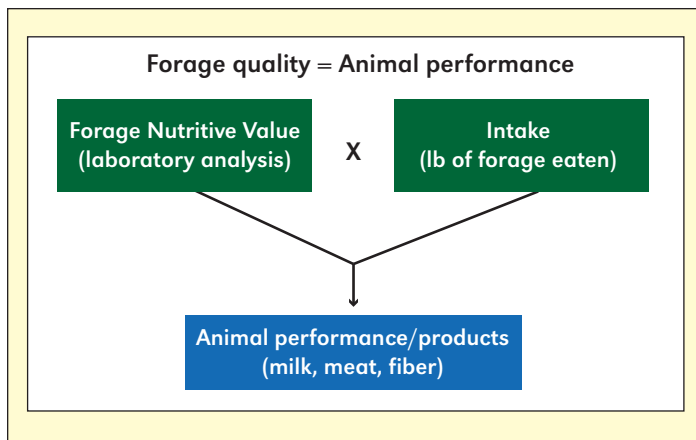 Forage quality = Animal performance
Forage Nutritive Value
(laboratory analysis)
X
Intake
(lb of forage eaten)
Animal performance/products
(milk, meat, fiber)